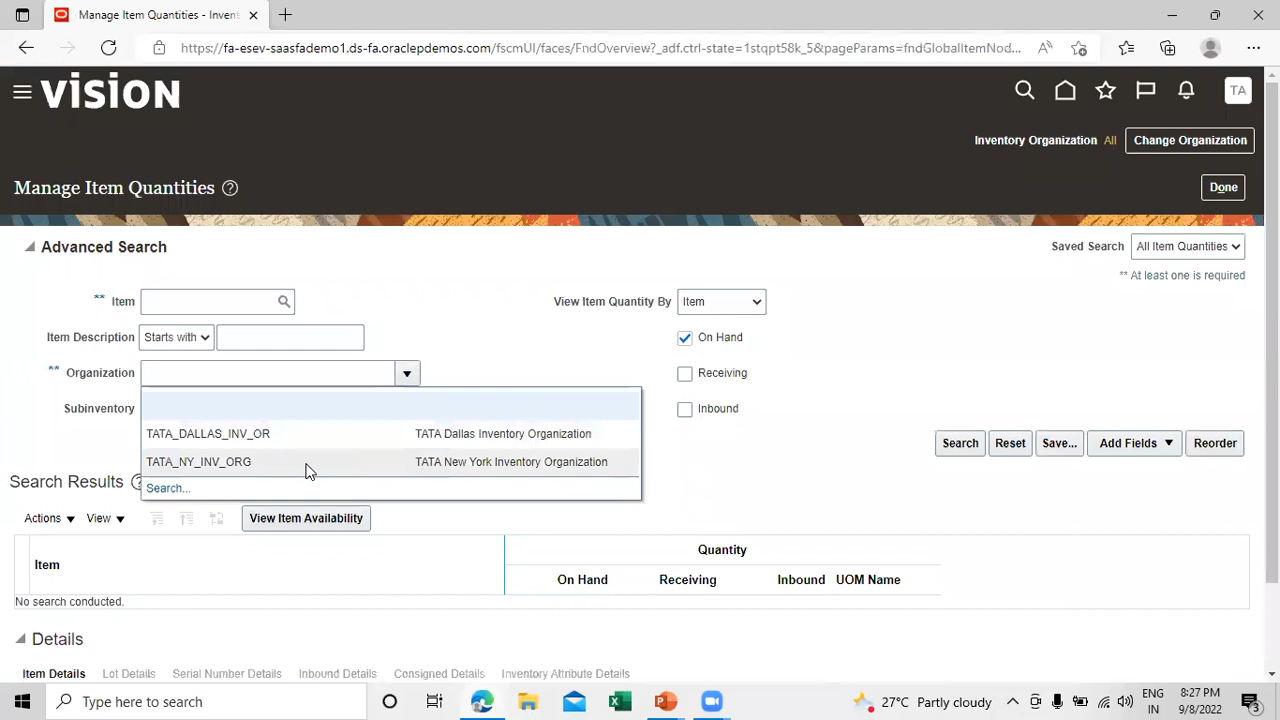 Manage Item Quantities - Invent
https://fa-esev-saasfademo1.ds-fa.oraclepdemos.com/fscmUI/faces/FndOverview?_adf.ctrl-state=1stqpt58k_5&pageParams=fndGlobalItemNod...
vision
TA
Inventory Organization All Change Organization
Manage Item Quantities ? Done
Advanced Search
Saved Search All Item Quantities
** At least one is required
** Item
View Item Quantity By Item
Item Description Starts with
On Hand
** Organization
Receiving
Subinventory
Inbound
TATA_DALLAS_INV_OR TATA Dallas Inventory Organization
TATA_NY_INV_ORG TATA New York Inventory Organization
Search...
Search Reset Save... Add Fields Reorder
Search Results
Actions View View Item Availability
Item
Quantity
On Hand Receiving Inbound UOM Name
No search conducted.
Details
Item Details Lot Details Serial Number Details Inbound Details Consigned Details Inventory Attribute Details
Type here to search
27°C Partly cloudy
ENG
IN
8:27 PM
9/8/2022
3